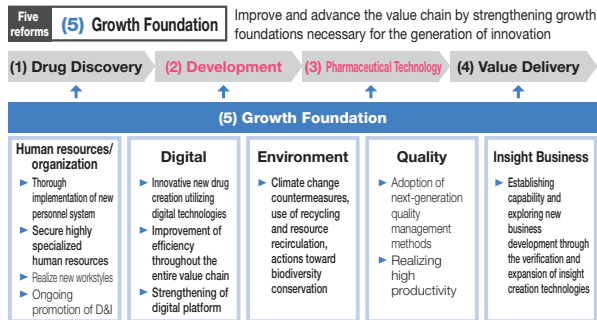 Five
reforms
(5) Growth Foundation
Improve and advance the value chain by strengthening growth
foundations necessary for the generation of innovation
(1) Drug Discovery
(2) Development
(3) Pharmaceutical Technology
(4) Value Delivery
(5) Growth Foundation
Human resources/
organization
► Thorough
implementation of new
personnel system
► Secure highly
specialized
human resources
► Realize new workstyles
► Ongoing
promotion of D&I
Digital
► Innovative new drug
creation utilizing
digital technologies
► Improvement of
efficiency
throughout the
entire value chain
► Strengthening of
digital platform
Environment
► Climate change
countermeasures,
use of recycling
and resource
recirculation,
actions toward
biodiversity
conservation
Quality
► Adoption of
next-generation
quality
management
methods
► Realizing
high
productivity
Insight Business
► Establishing
capability and
exploring new
business
development through
the verification and
expansion of insight
creation technologies